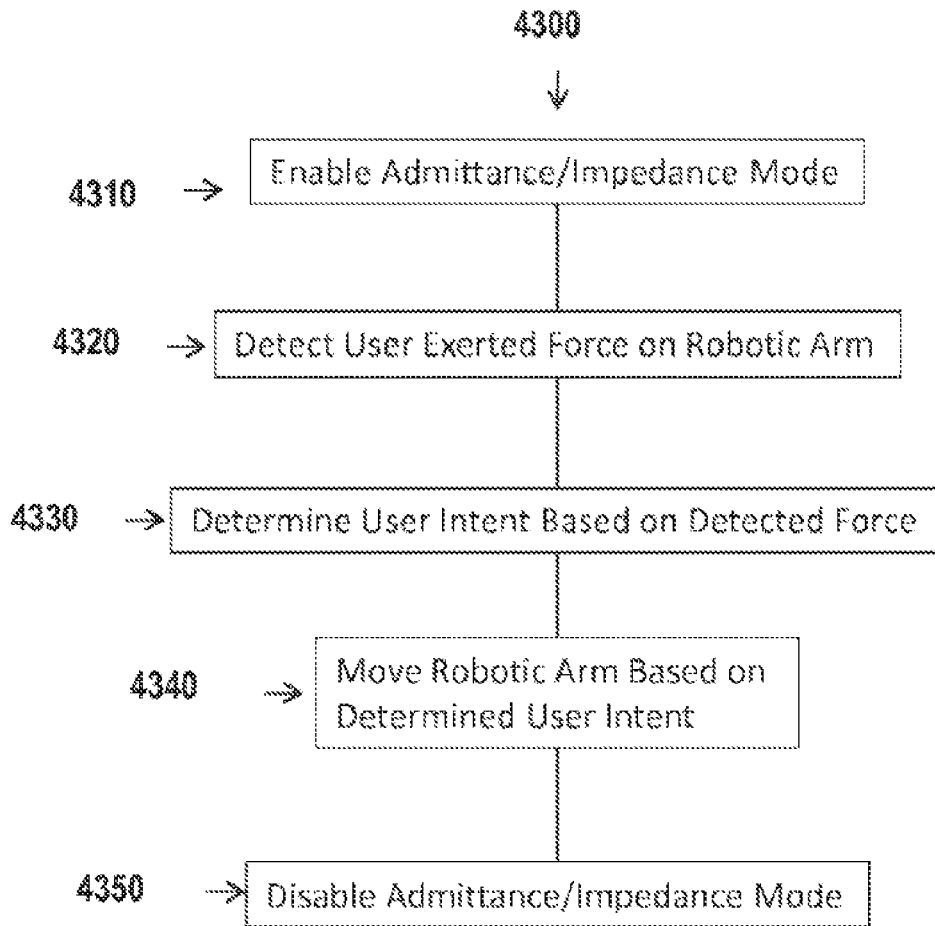 4300
4310
Enable Admittance/Impedance Mode
4320
Detect User Exerted Force on Robotic Arm
4330
Determine User Intent Based on Detected Force
4340
Move Robotic Arm Based on
Determined User Intent
4350
Disable Admittance/Impedance Mode